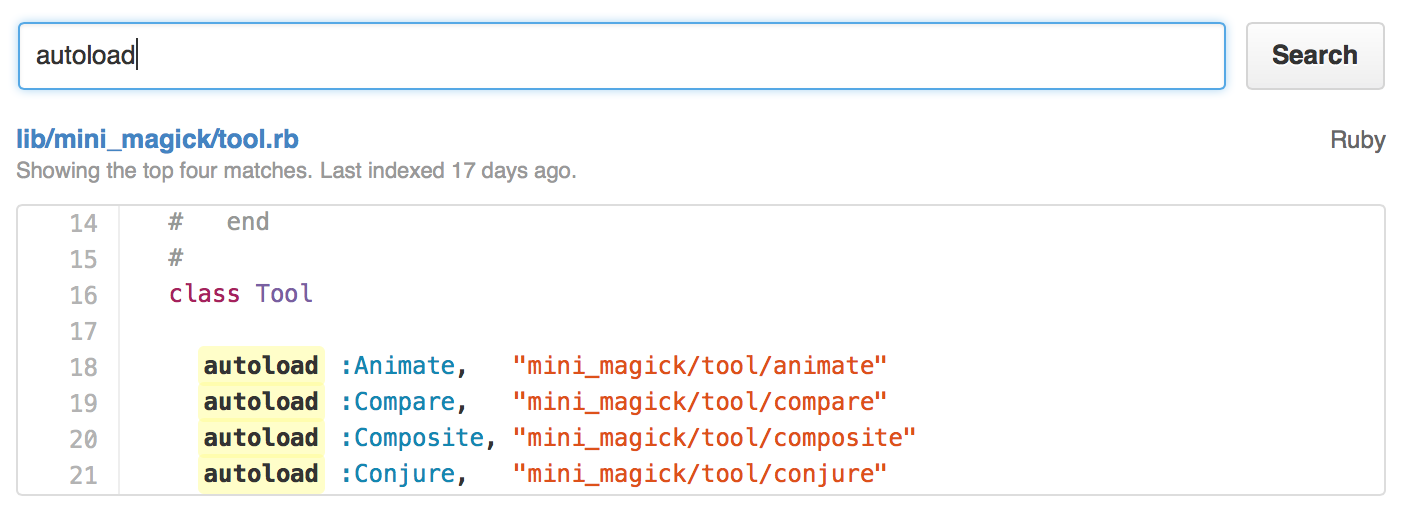 autoload Search
lib/mini_magick/tool.rb Ruby
Showing the top four matches. Last indexed 17 days ago.
14 #   end
15 #
16 class Tool
17
18 autoload :Animate,   "mini_magick/tool/animate"
19 autoload :Compare,   "mini_magick/tool/compare"
20 autoload :Composite, "mini_magick/tool/composite"
21 autoload :Conjure,   "mini_magick/tool/conjure"